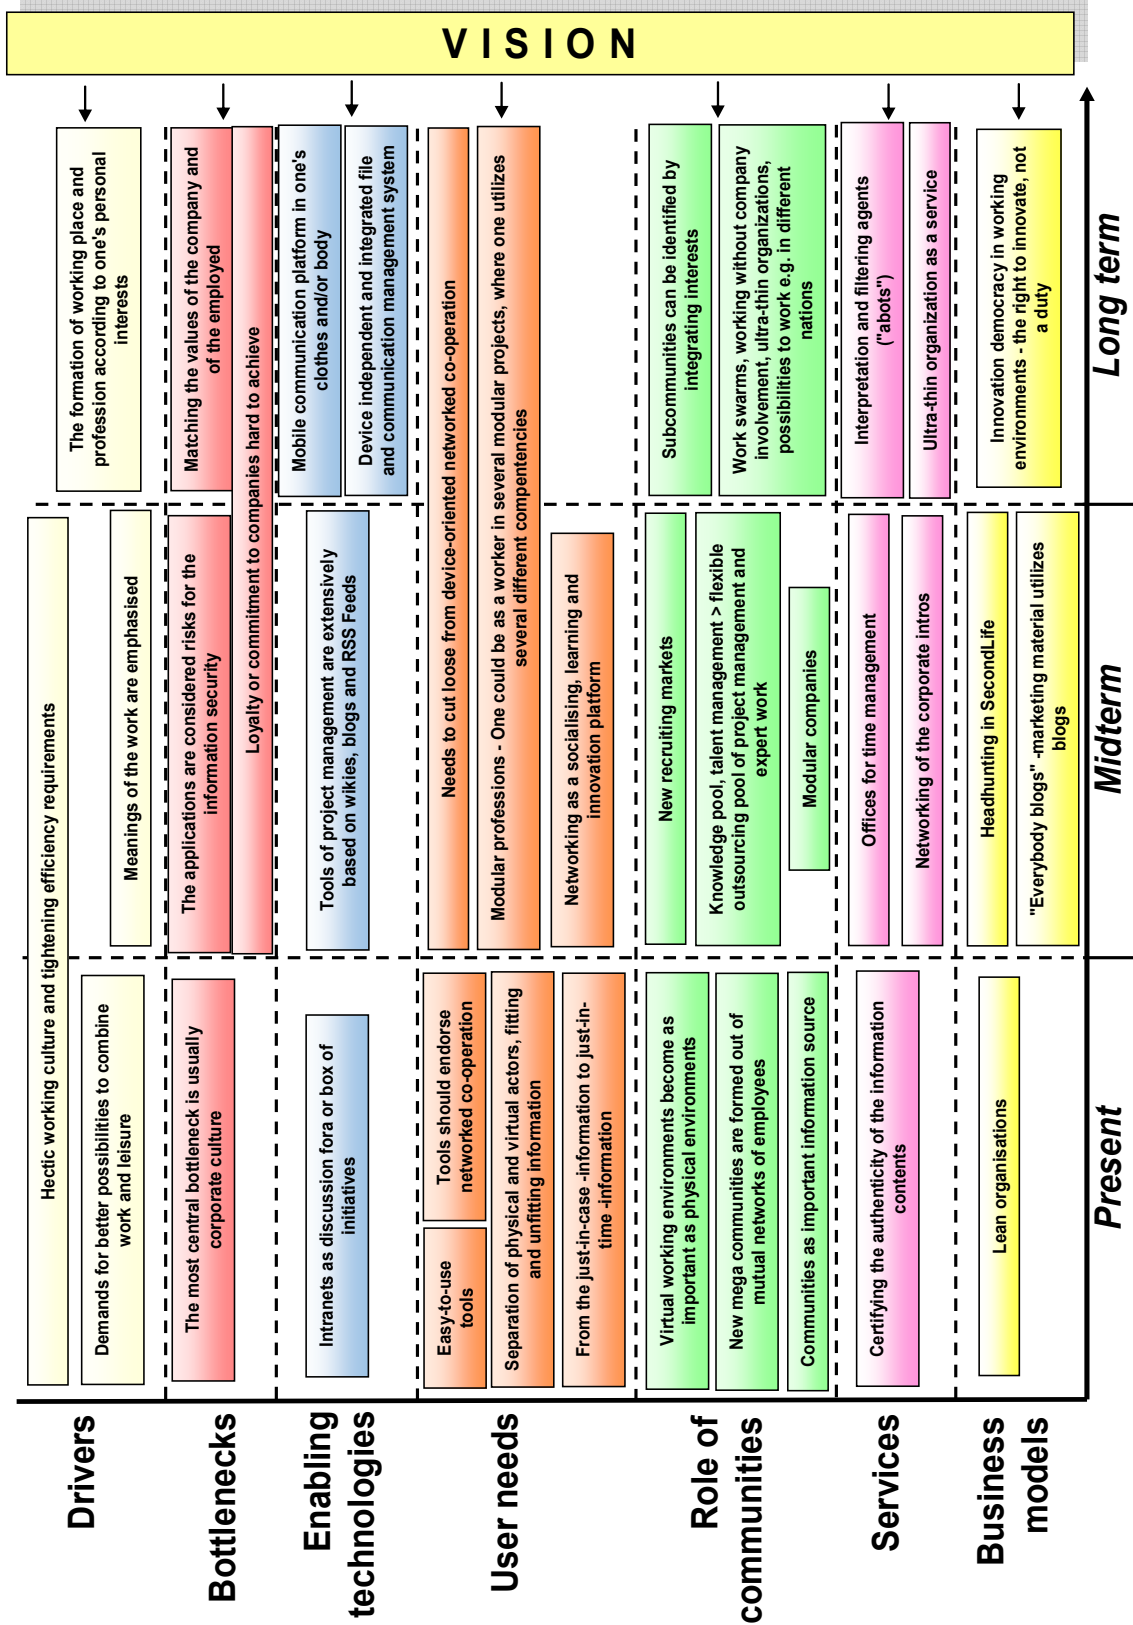 VISION
Drivers
Hectic working culture and tightening efficiency requirements
Demands for better possibilities to combine
work and leisure
Meanings of the work are emphasised
The formation of working place and
profession according to one's personal
interests
Bottlenecks
The most central bottleneck is usually
corporate culture
The applications are considered risks for the
information security
Loyalty or commitment to companies hard to achieve
Matching the values of the company and
of the employed
Enabling
technologies
Intranets as discussion fora or box of
initiatives
Tools of project management are extensively
based on wikies, blogs and RSS Feeds
Mobile communication platform in one's
clothes and/or body
Device independent and integrated file
and communication management system
User needs
Easy-to-use
tools
Tools should endorse
networked co-operation
Separation of physical and virtual actors, fitting
and unfitting information
From the just-in-case -information to just-in-
time -information
Needs to cut loose from device-oriented networked co-operation
Modular professions - One could be as a worker in several modular projects, where one utilizes
several different compentencies
Networking as a socialising, learning and
innovation platform
Role of
communities
Virtual working environments become as
important as physical environments
New mega communities are formed out of
mutual networks of employees
Communities as important information source
New recruiting markets
Knowledge pool, talent management > flexible
outsourcing pool of project management and
expert work
Modular companies
Subcommunities can be identified by
integrating interests
Work swarms, working without company
involvement, ultra-thin organizations,
possibilities to work e.g. in different
nations
Services
Certifying the authenticity of the information
contents
Offices for time management
Networking of the corporate intros
Interpretation and filtering agents
("abots")
Ultra-thin organization as a service
Business
models
Lean organisations
Headhunting in SecondLife
"Everybody blogs" -marketing material utilizes
blogs
Innovation democracy in working
environments - the right to innovate, not
a duty
Present
Midterm
Long term